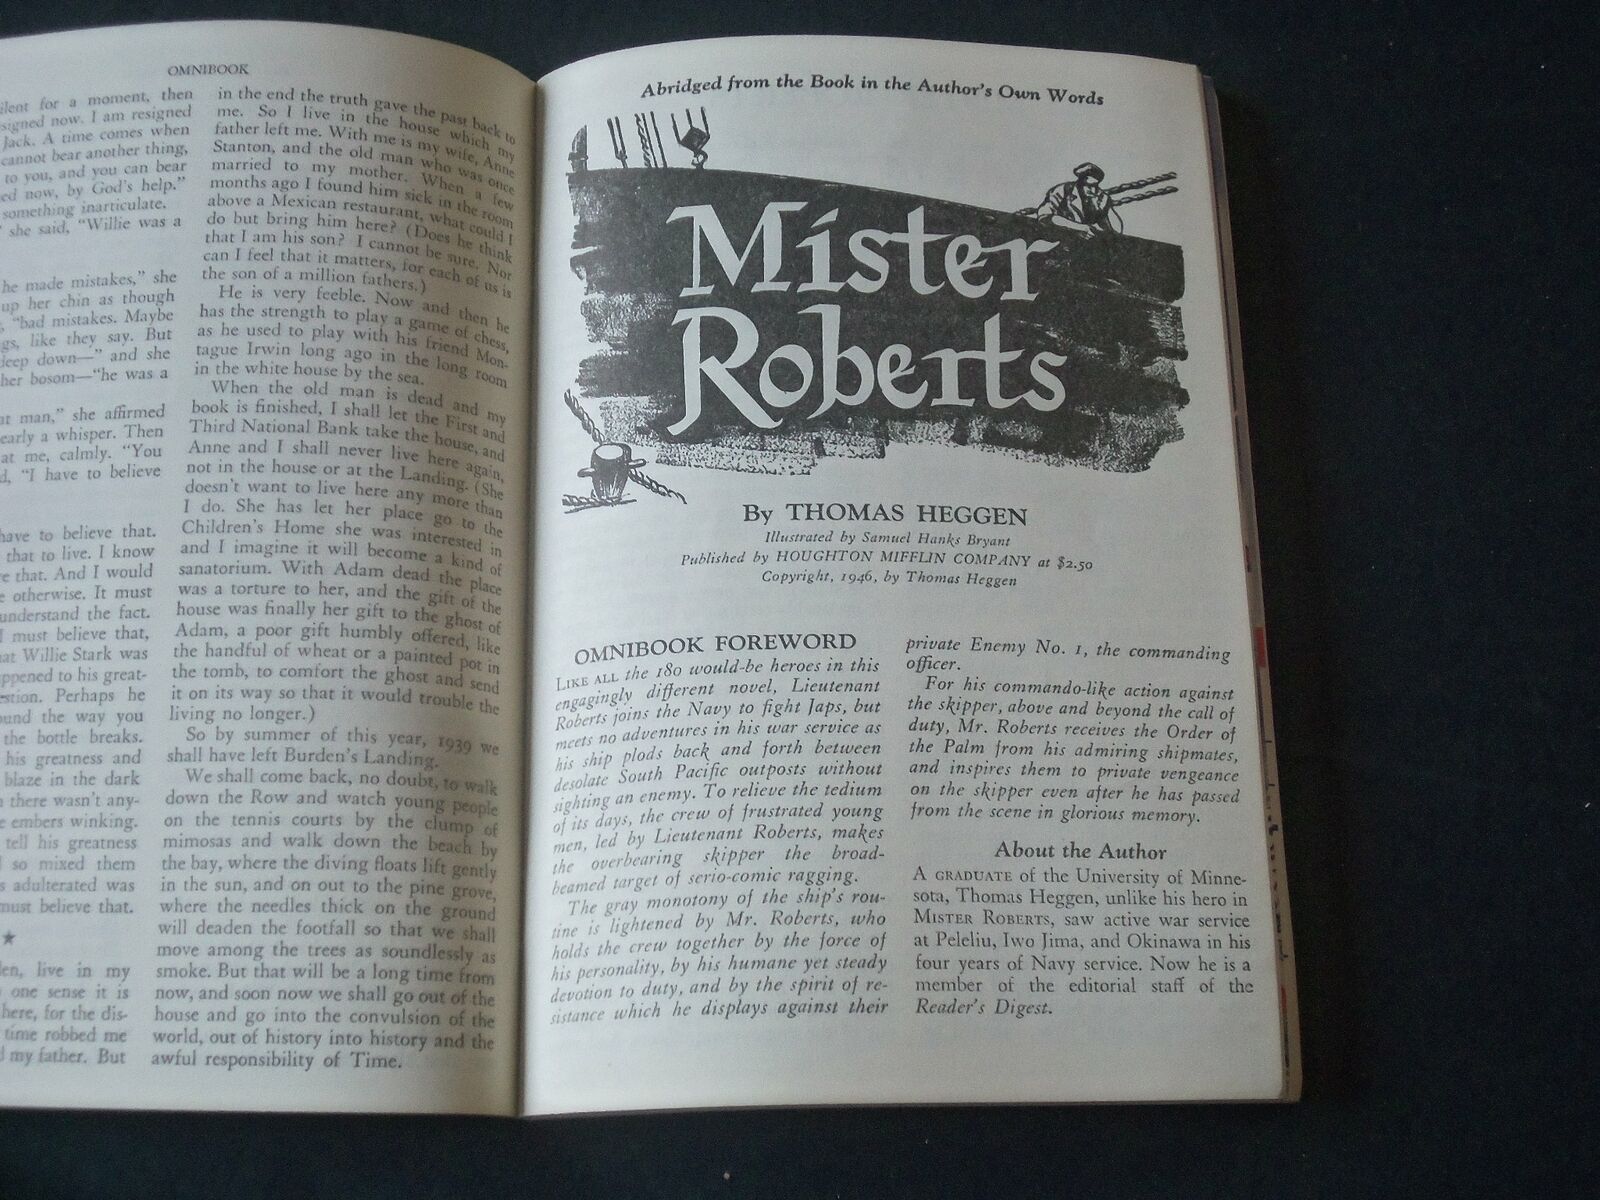 OMNIBOOK
ilent for a moment, then
signed now. I am resigned
Jack. A time comes when
cannot bear another thing,
to you, and you can bear
ed now, by God's help."
something inarticulate.
she said, "Willie was a
he made mistakes," she
up her chin as though
"bad mistakes. Maybe
gs, like they say. But
deep down—" and she
her bosom—"he was a
at man," she affirmed
early a whisper. Then
at me, calmly. "You
d, "I have to believe
have to believe that.
that to live. I know
e that. And I would
e otherwise. It must
understand the fact.
I must believe that,
at Willie Stark was
appened to his great-
estion. Perhaps he
ound the way you
the bottle breaks.
his greatness and
blaze in the dark
there wasn't any-
e embers winking.
tell his greatness
so mixed them
s adulterated was
must believe that.
★
den, live in my
one sense it is
here, for the dis-
time robbed me
my father. But
in the end the truth gave the past back to
me. So I live in the house which my
father left me. With me is my wife, Anne
Stanton, and the old man who was once
married to my mother. When a few
months ago I found him sick in the room
above a Mexican restaurant, what could I
do but bring him here? (Does he think
that I am his son? I cannot be sure. Nor
can I feel that it matters, for each of us is
the son of a million fathers.)
He is very feeble. Now and then he
has the strength to play a game of chess,
as he used to play with his friend Mon-
tague Irwin long ago in the long room
in the white house by the sea.
When the old man is dead and my
book is finished, I shall let the First and
Third National Bank take the house, and
Anne and I shall never live here again,
not in the house or at the Landing. (She
doesn't want to live here any more than
I do. She has let her place go to the
Children's Home she was interested in
and I imagine it will become a kind of
sanatorium. With Adam dead the place
was a torture to her, and the gift of the
house was finally her gift to the ghost of
Adam, a poor gift humbly offered, like
the handful of wheat or a painted pot in
the tomb, to comfort the ghost and send
it on its way so that it would trouble the
living no longer.)
So by summer of this year, 1939 we
shall have left Burden's Landing.
We shall come back, no doubt, to walk
down the Row and watch young people
on the tennis courts by the clump of
mimosas and walk down the beach by
the bay, where the diving floats lift gently
in the sun, and on out to the pine grove,
where the needles thick on the ground
will deaden the footfall so that we shall
move among the trees as soundlessly as
smoke. But that will be a long time from
now, and soon now we shall go out of the
house and go into the convulsion of the
world, out of history into history and the
awful responsibility of Time.
Abridged from the Book in the Author's Own Words
Mister
Roberts
By THOMAS HEGGEN
Illustrated by Samuel Hanks Bryant
Published by HOUGHTON MIFFLIN COMPANY at $2.50
Copyright, 1946, by Thomas Heggen
OMNIBOOK FOREWORD
LIKE ALL the 180 would-be heroes in this
engagingly different novel, Lieutenant
Roberts joins the Navy to fight Japs, but
meets no adventures in his war service as
his ship plods back and forth between
desolate South Pacific outposts without
sighting an enemy. To relieve the tedium
of its days, the crew of frustrated young
men, led by Lieutenant Roberts, makes
the overbearing skipper the broad-
beamed target of serio-comic ragging.
The gray monotony of the ship's rou-
tine is lightened by Mr. Roberts, who
holds the crew together by the force of
his personality, by his humane yet steady
devotion to duty, and by the spirit of re-
sistance which he displays against their
private Enemy No. 1, the commanding
officer.
For his commando-like action against
the skipper, above and beyond the call of
duty, Mr. Roberts receives the Order of
the Palm from his admiring shipmates,
and inspires them to private vengeance
on the skipper even after he has passed
from the scene in glorious memory.
About the Author
A GRADUATE of the University of Minne-
sota, Thomas Heggen, unlike his hero in
MISTER ROBERTS, saw active war service
at Peleliu, Iwo Jima, and Okinawa in his
four years of Navy service. Now he is a
member of the editorial staff of the
Reader's Digest.